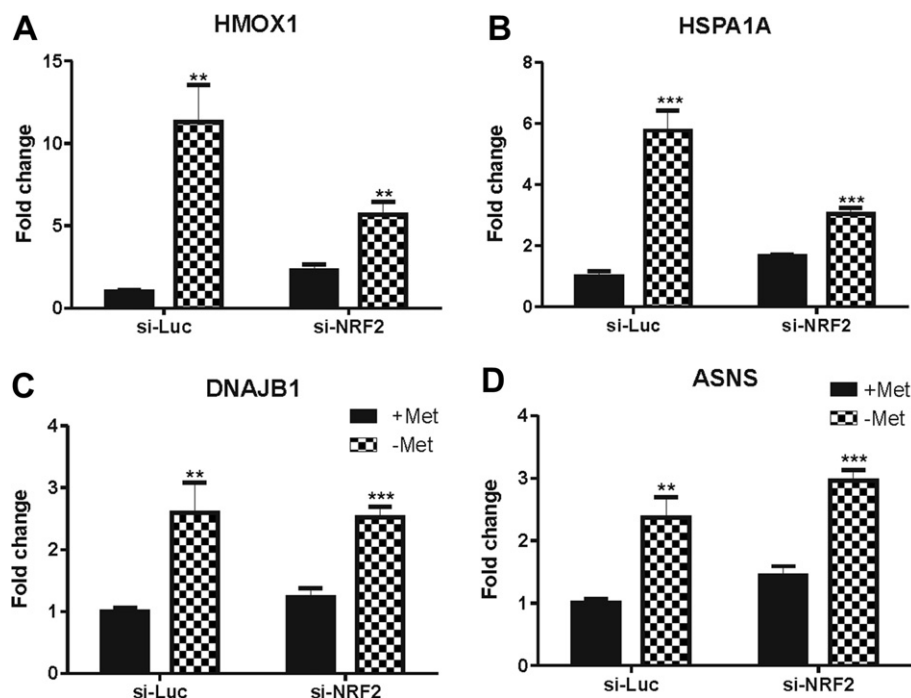 A
HMOX1
Fold change
15
10
5
0
**
**
si-Luc
si-NRF2
B
HSPA1A
Fold change
8
6
4
2
0
***
***
si-Luc
si-NRF2
C
DNAJB1
+Met
-Met
Fold change
4
3
2
1
0
**
***
si-Luc
si-NRF2
D
ASNS
+Met
-Met
Fold change
4
3
2
1
0
**
***
si-Luc
si-NRF2